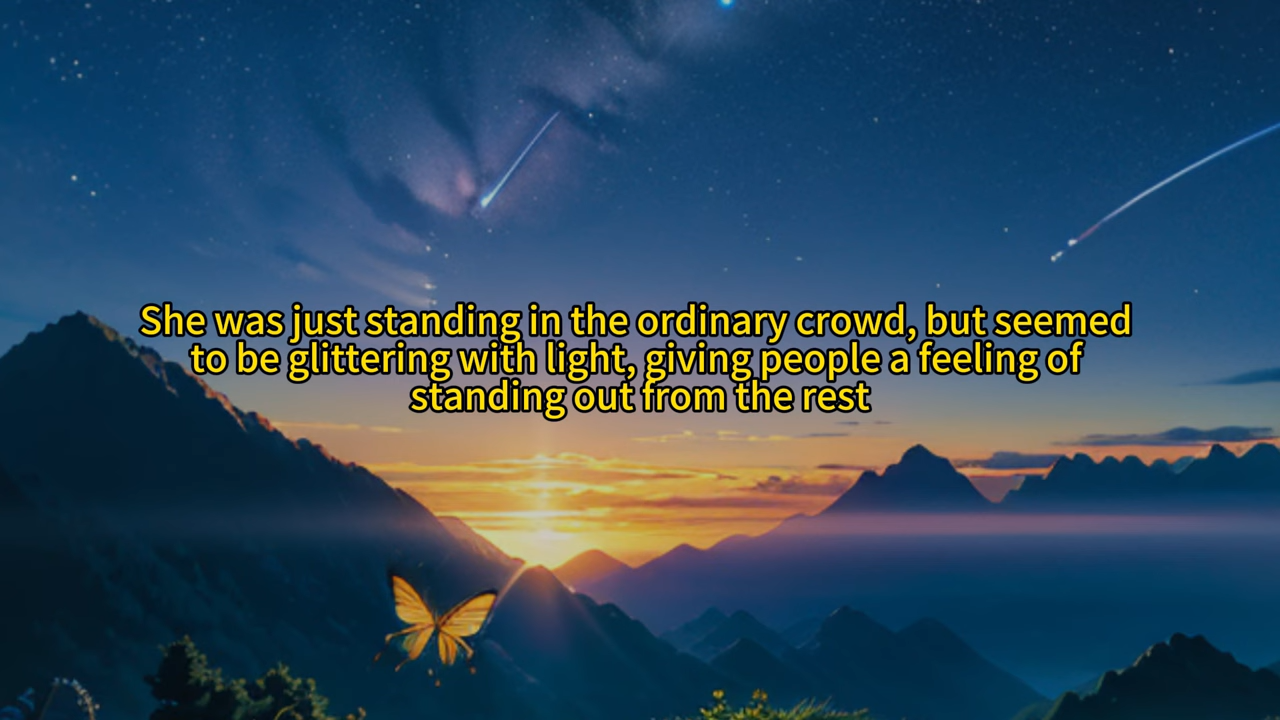 She was just standing in the ordinary crowd, but seemed
to be glittering with light, giving people a feeling of
standing out from the rest